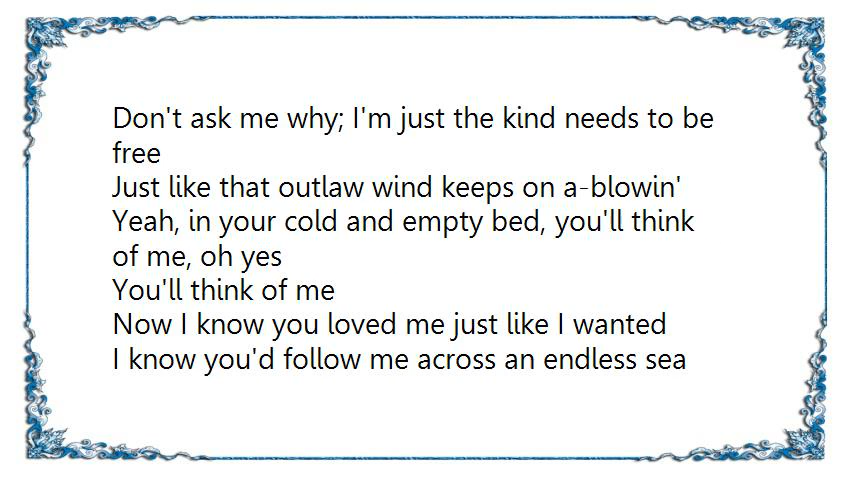 Don't ask me why; I'm just the kind needs to be
free
Just like that outlaw wind keeps on a-blowin'
Yeah, in your cold and empty bed, you'll think
of me, oh yes
You'll think of me
Now I know you loved me just like I wanted
I know you'd follow me across an endless sea